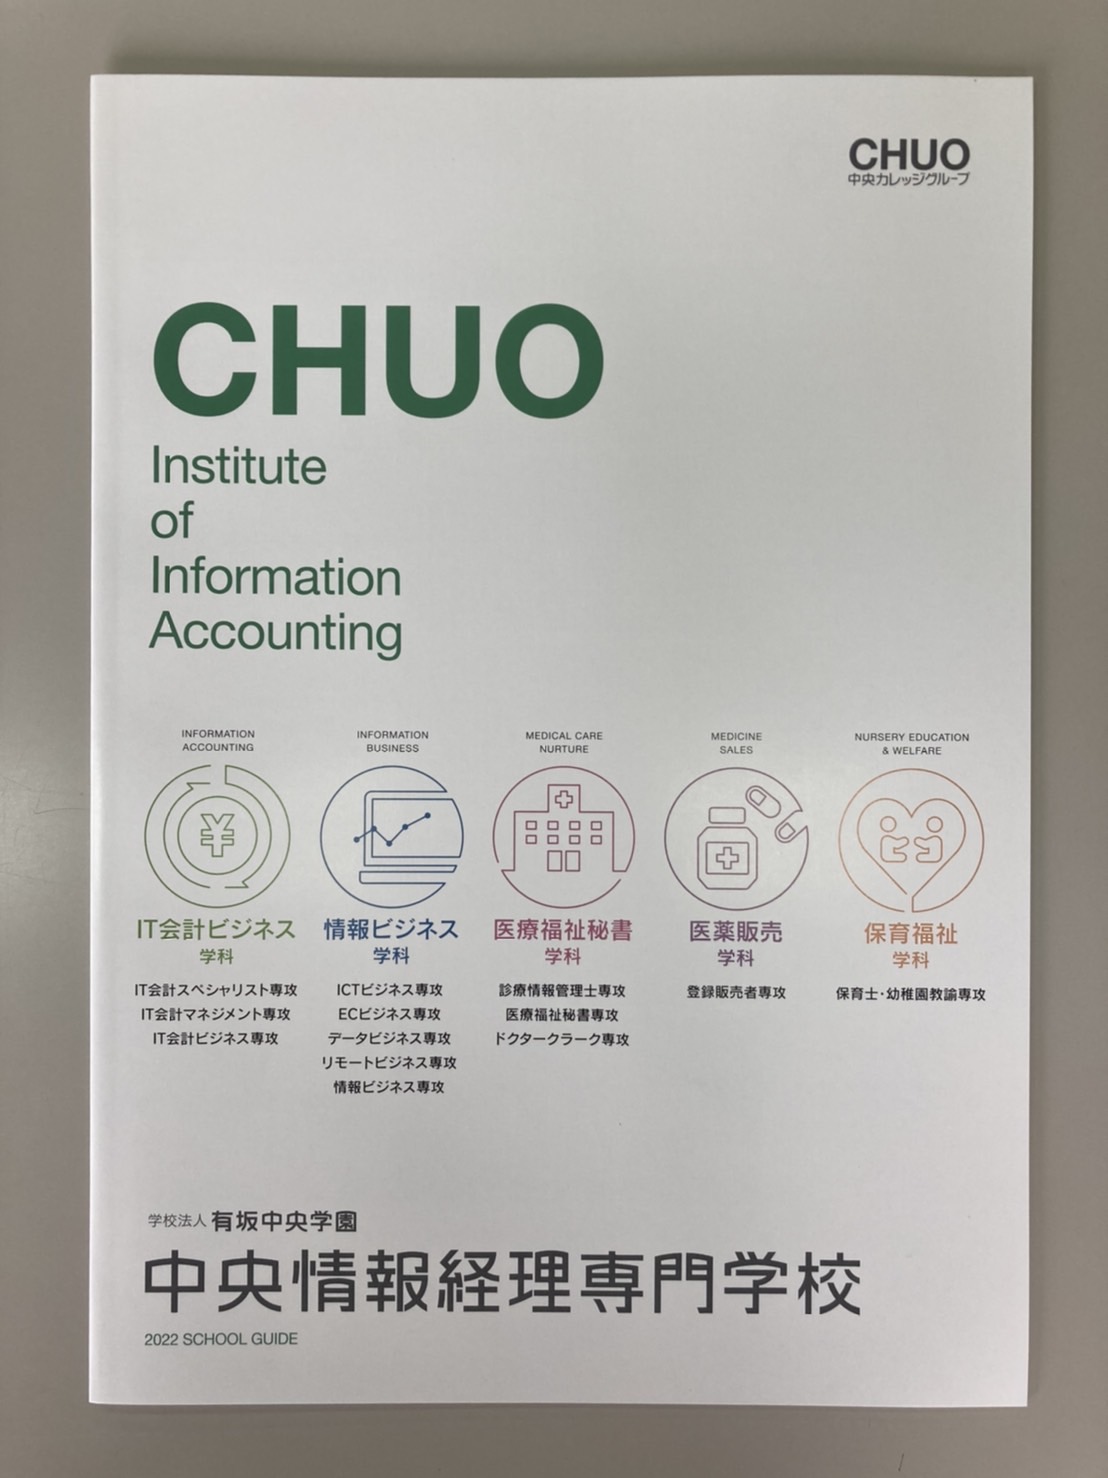 CHUO
中央カレッジグループ
CHUO
Institute
of
Information
Accounting
INFORMATION
ACCOUNTING
IT会計ビジネス
学科
IT会計スペシャリスト専攻
IT会計マネジメント専攻
IT会計ビジネス専攻
INFORMATION
BUSINESS
情報ビジネス
学科
ICTビジネス専攻
ECビジネス専攻
データビジネス専攻
リモートビジネス専攻
情報ビジネス専攻
MEDICAL CARE
NURTURE
医療福祉秘書
学科
診療情報管理士専攻
医療福祉秘書専攻
ドクタークラーク専攻
MEDICINE
SALES
医薬販売
学科
登録販売者専攻
NURSERY EDUCATION
& WELFARE
保育福祉
学科
保育士・幼稚園教諭専攻
学校法人 有坂中央学園
中央情報経理専門学校
2022 SCHOOL GUIDE